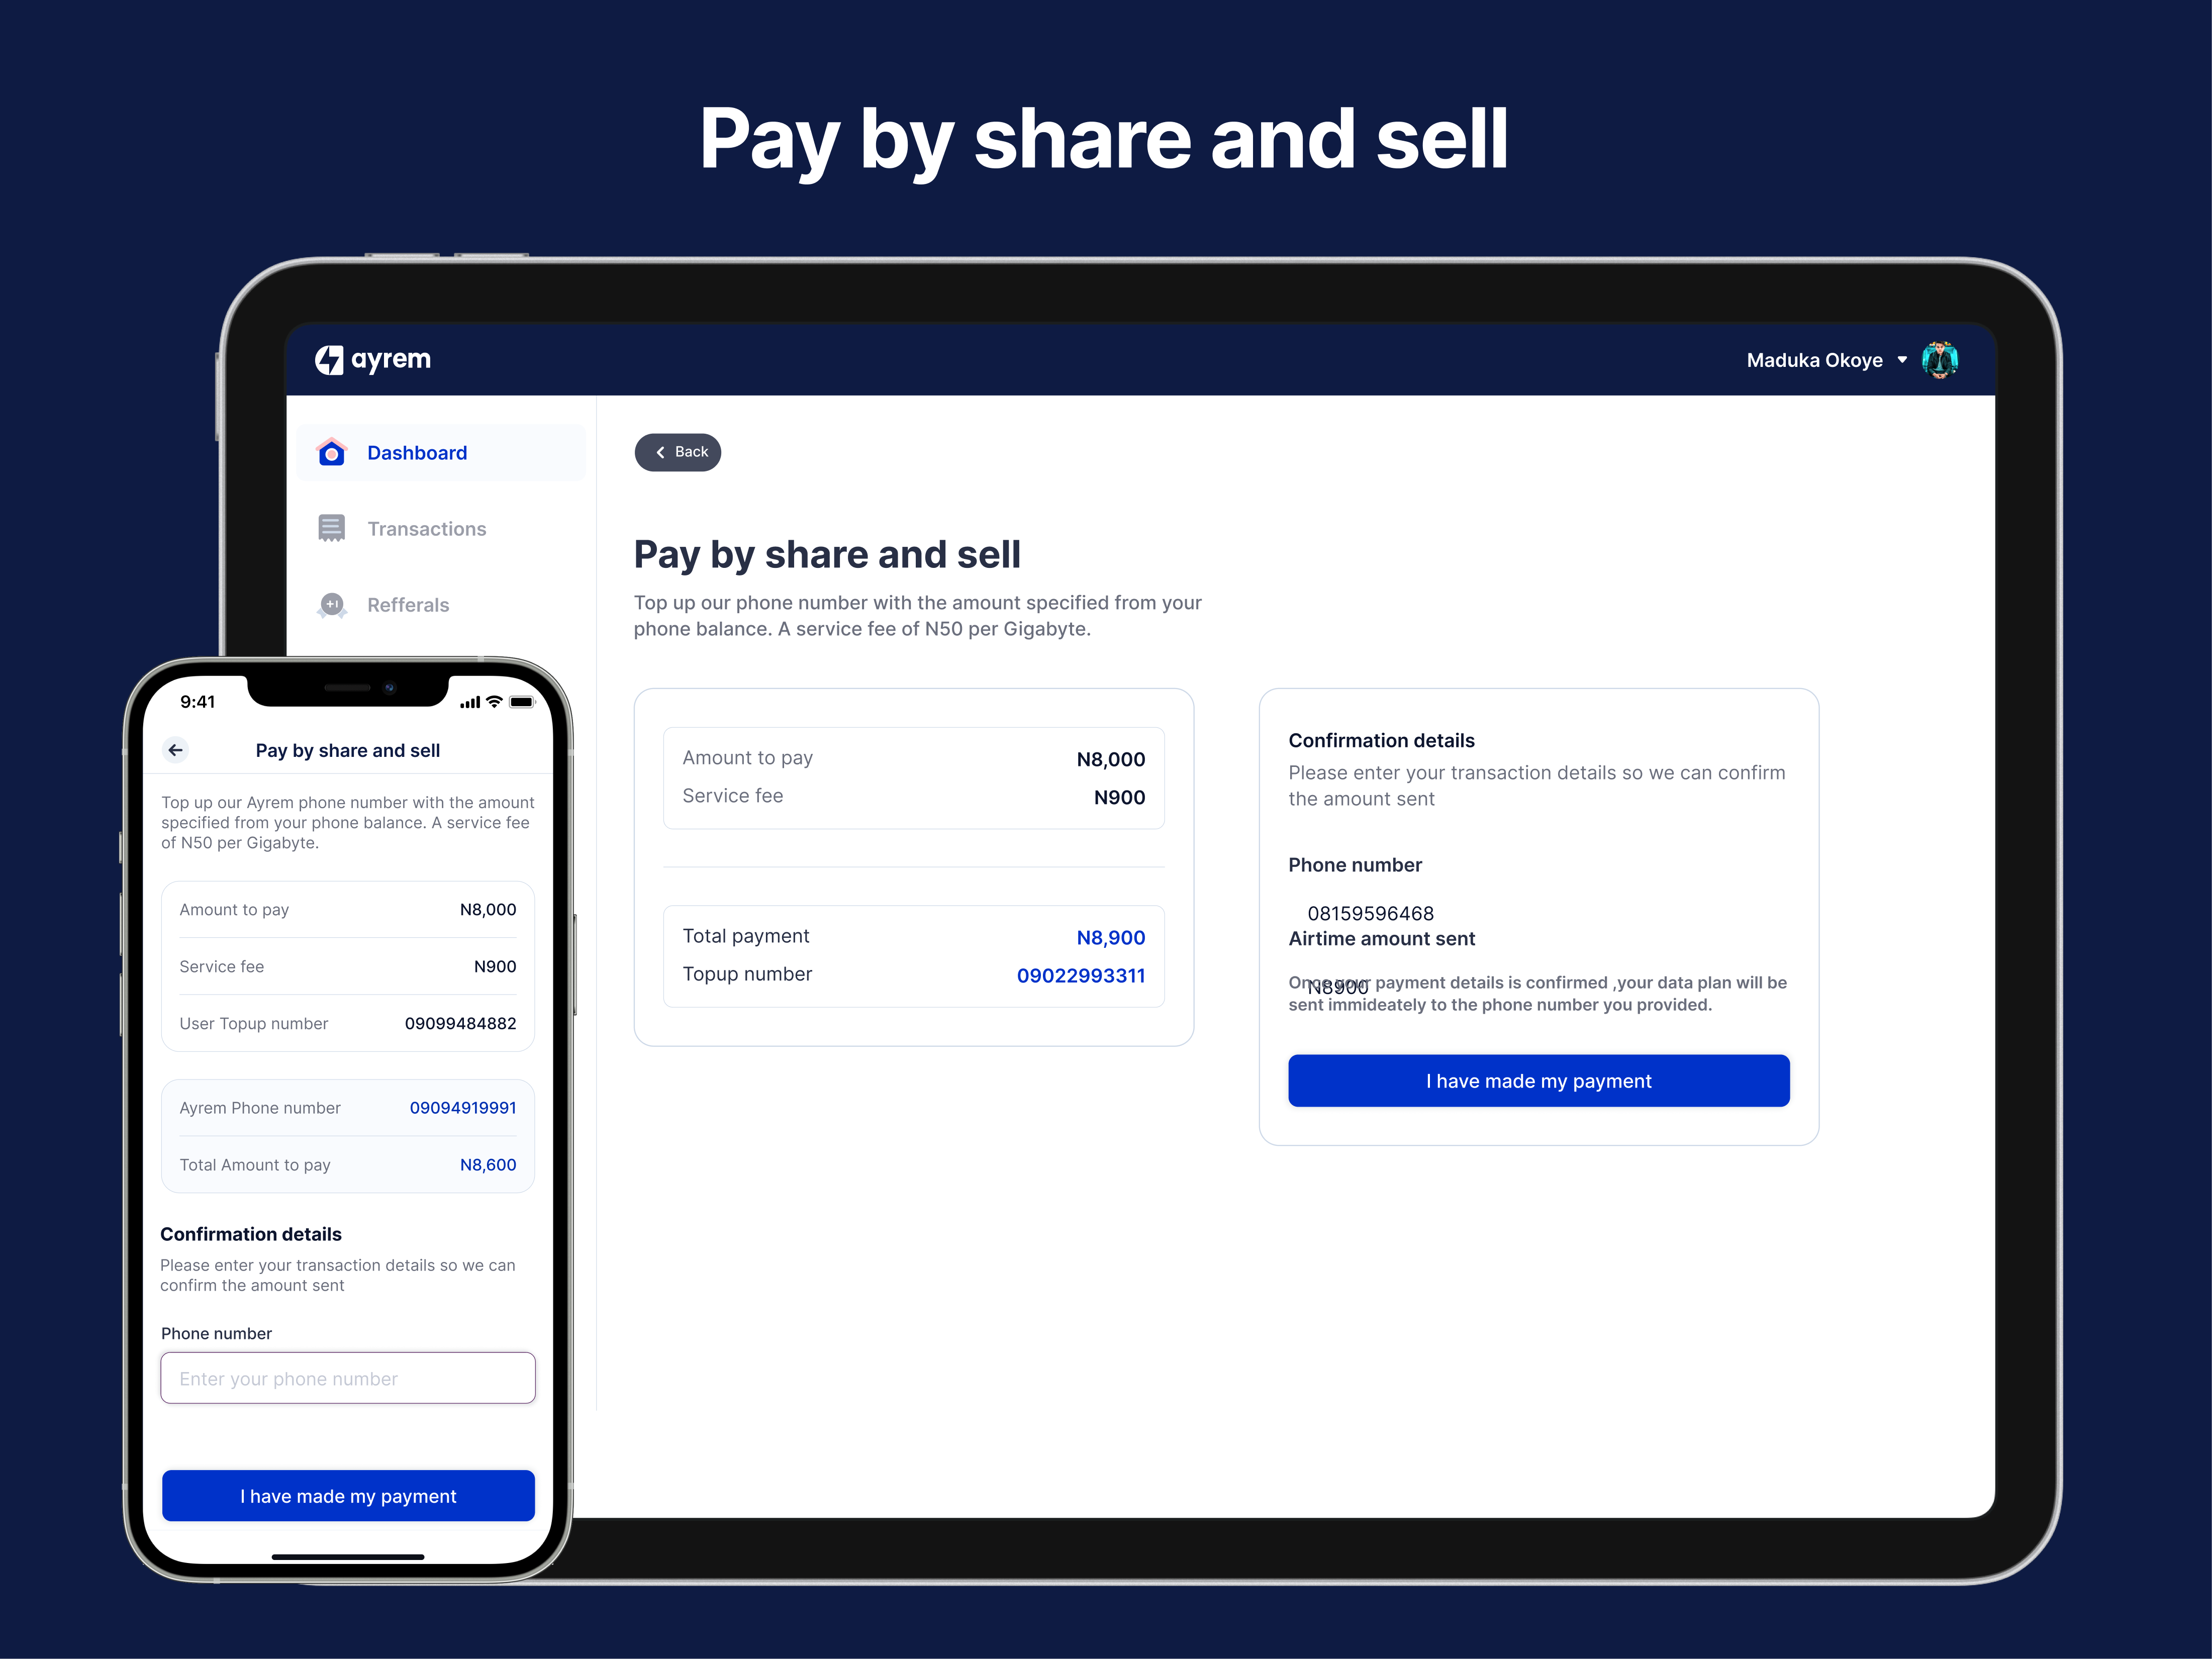 Pay by share and sell
ayrem
Maduka Okoye
Dashboard
Transactions
Refferals
Back
Pay by share and sell
Top up our phone number with the amount specified from your
phone balance. A service fee of N50 per Gigabyte.
Amount to pay N8,000
Service fee N900
Total payment N8,900
Topup number 09022993311
Confirmation details
Please enter your transaction details so we can confirm
the amount sent
Phone number
08159596468
Airtime amount sent
N8900
Once your payment details is confirmed ,your data plan will be
sent immideately to the phone number you provided.
I have made my payment
9:41
Pay by share and sell
Top up our Ayrem phone number with the amount
specified from your phone balance. A service fee
of N50 per Gigabyte.
Amount to pay N8,000
Service fee N900
User Topup number 09099484882
Ayrem Phone number 09094919991
Total Amount to pay N8,600
Confirmation details
Please enter your transaction details so we can
confirm the amount sent
Phone number
Enter your phone number
I have made my payment